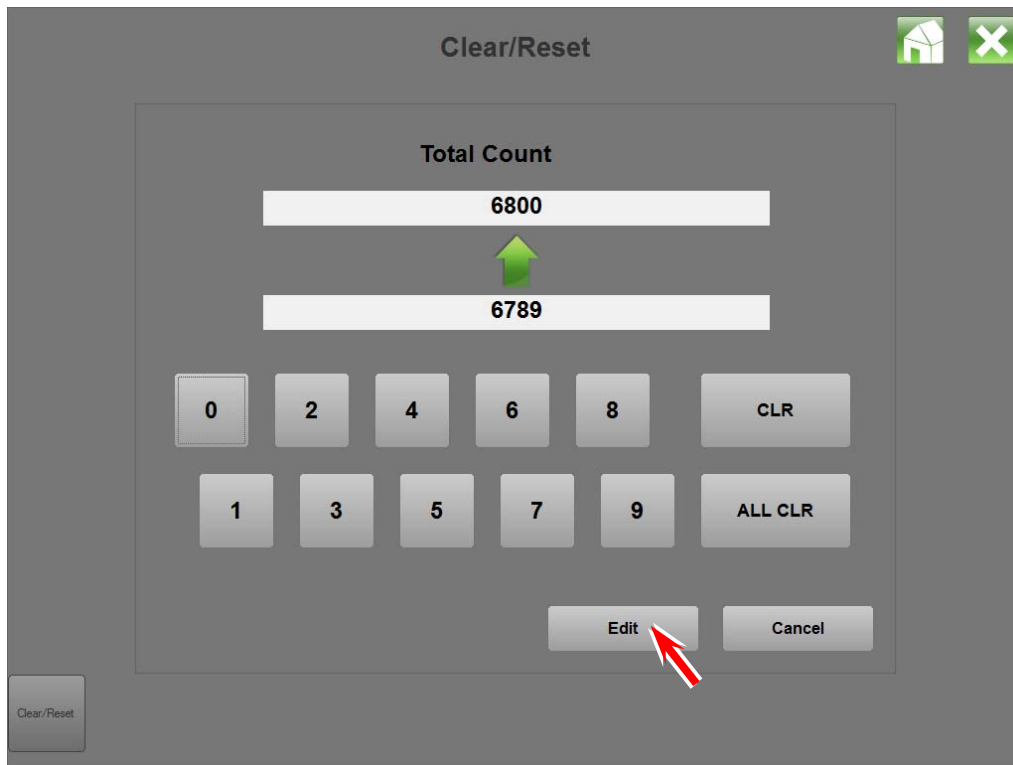 Clear/Reset
Total Count
6800
6789
0 2 4 6 8 CLR
1 3 5 7 9 ALL CLR
Edit Cancel
Clear/Reset